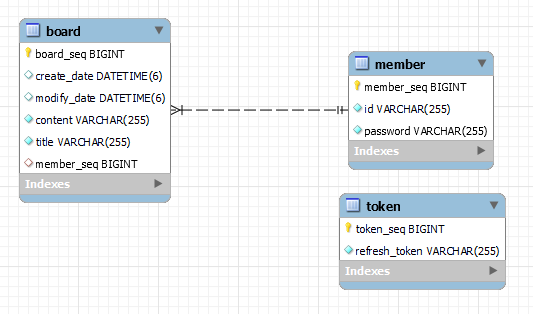 board
board_seq BIGINT
create_date DATETIME(6)
modify_date DATETIME(6)
content VARCHAR(255)
title VARCHAR(255)
member_seq BIGINT
Indexes
member
member_seq BIGINT
id VARCHAR(255)
password VARCHAR(255)
Indexes
token
token_seq BIGINT
refresh_token VARCHAR(255)
Indexes